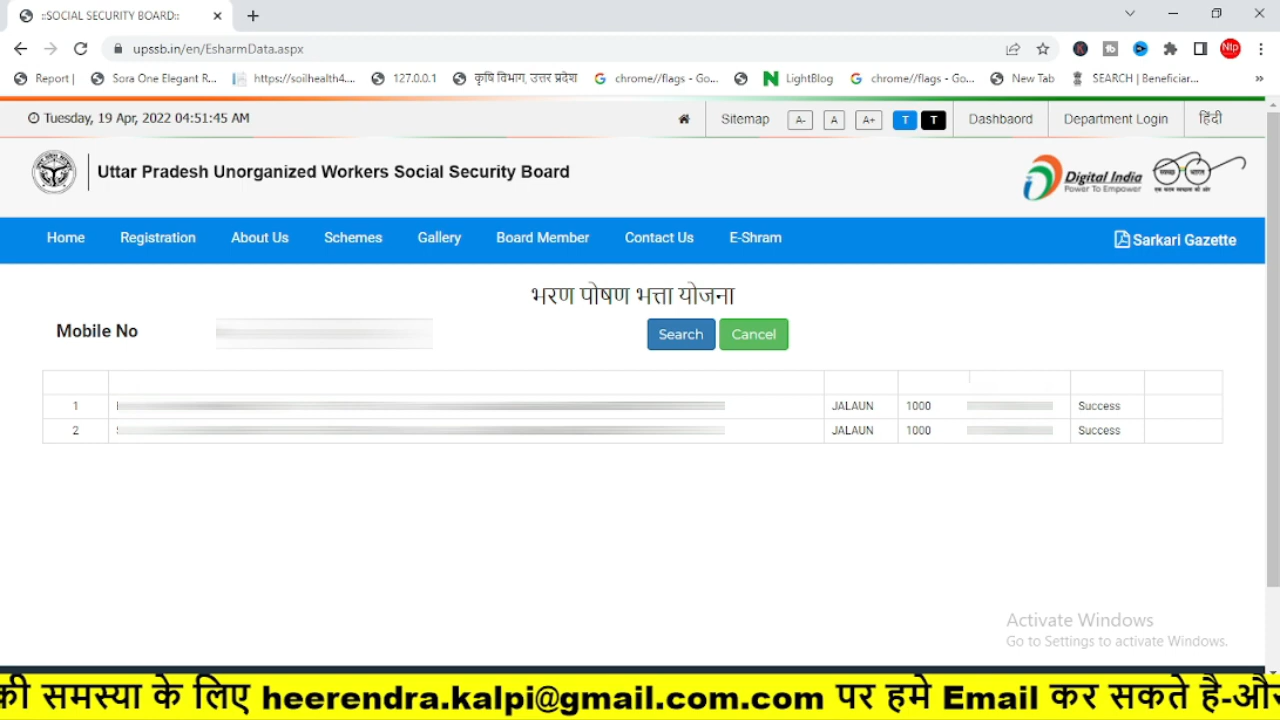 ::SOCIAL SECURITY BOARD::
upssb.in/en/EsharmData.aspx
Nip
Report |
Sora One Elegant R...
https://soilhealth4....
127.0.0.1
कृषि विभाग, उत्तर प्रदेश
chrome//flags - Go...
LightBlog
chrome//flags - Go...
New Tab
SEARCH | Beneficiar...
Tuesday, 19 Apr, 2022 04:51:45 AM
Sitemap
A-
A
A+
T
T
Dashbaord
Department Login
हिंदी
Uttar Pradesh Unorganized Workers Social Security Board
Digital India
Power To Empower
Home
Registration
About Us
Schemes
Gallery
Board Member
Contact Us
E-Shram
Sarkari Gazette
भरण पोषण भत्ता योजना
Mobile No
Search
Cancel
1 JALAUN 1000 Success
2 JALAUN 1000 Success
Activate Windows
Go to Settings to activate Windows.
की समस्या के लिए heerendra.kalpi@gmail.com.com पर हमे Email कर सकते है-और